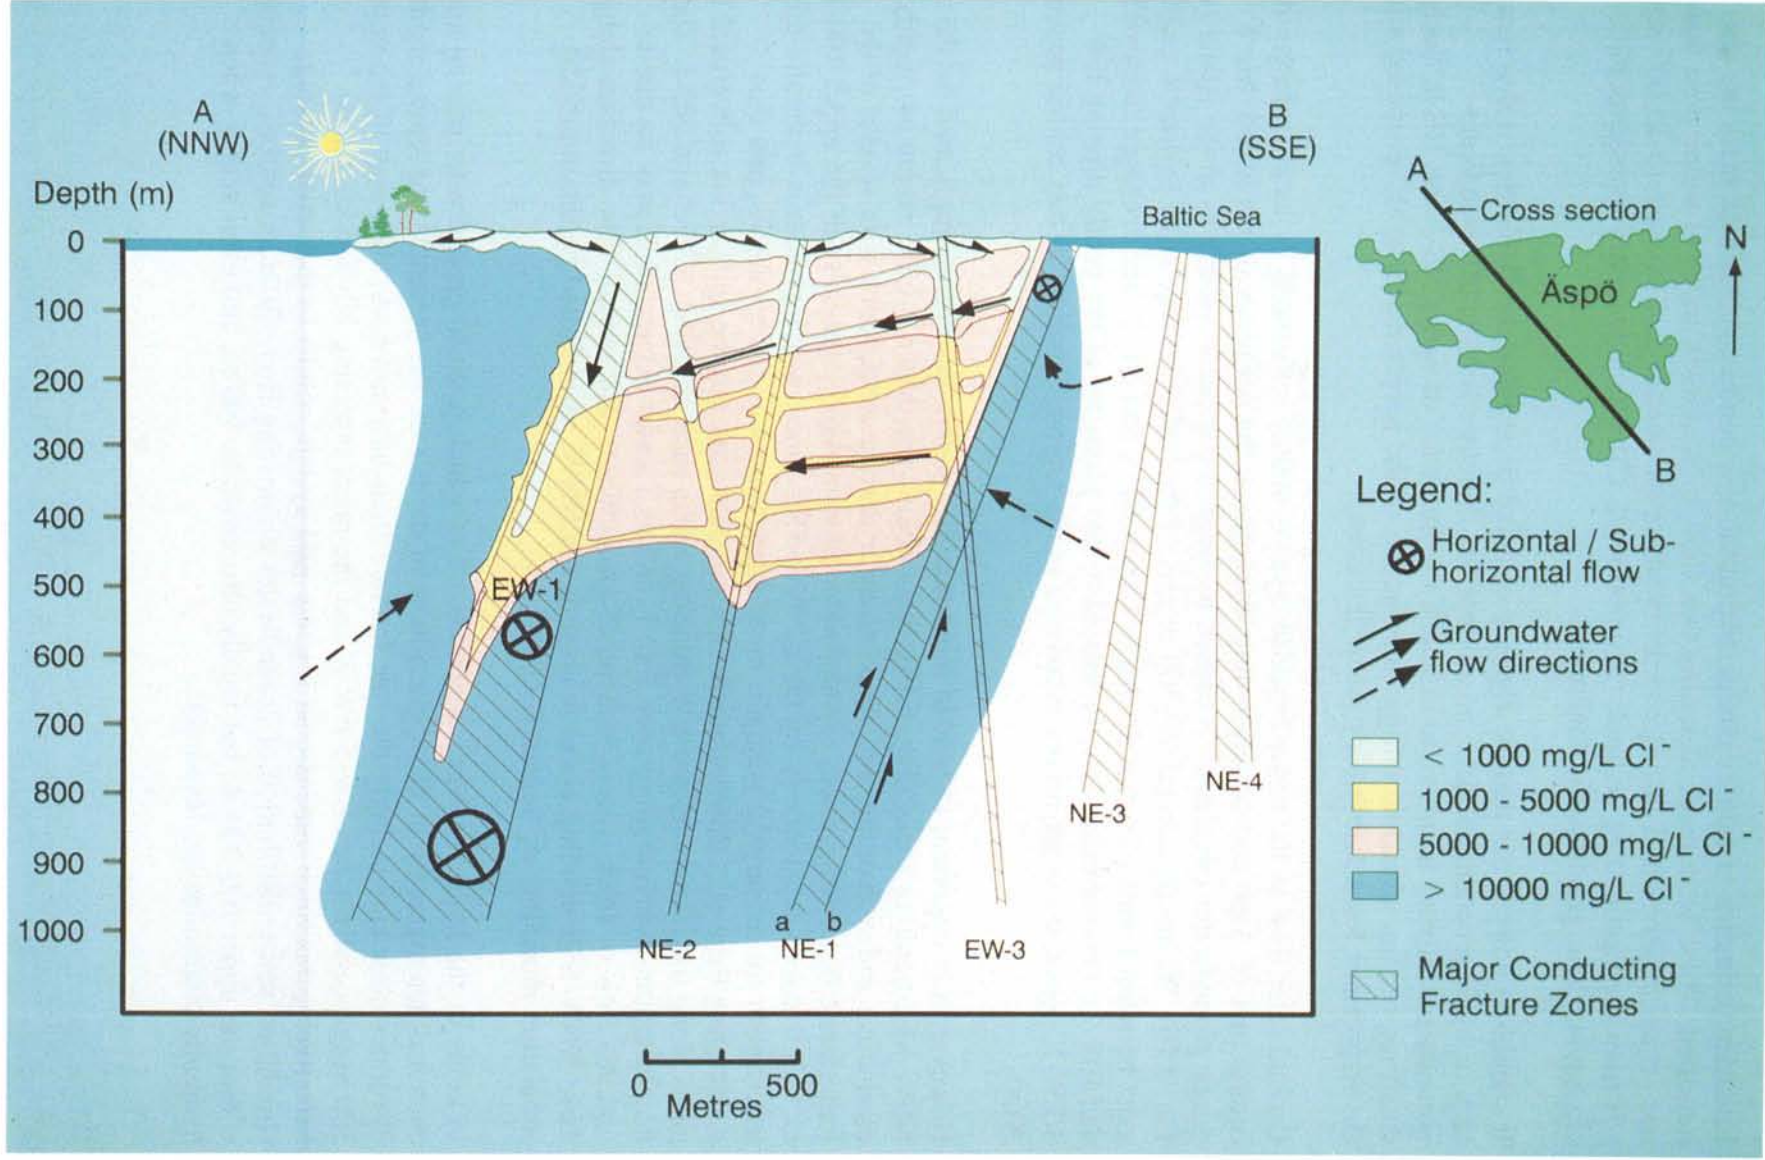 A
(NNW)
B
(SSE)
Depth (m)
Baltic Sea
0
100
200
300
400
500
600
700
800
900
1000
EW-1
NE-2
a
b
NE-1
EW-3
NE-3
NE-4
0
500
Metres
A
Cross section
N
Äspö
B
Legend:
Horizontal / Sub-
horizontal flow
Groundwater
flow directions
< 1000 mg/L Cl⁻
1000 - 5000 mg/L Cl⁻
5000 - 10000 mg/L Cl⁻
> 10000 mg/L Cl⁻
Major Conducting
Fracture Zones